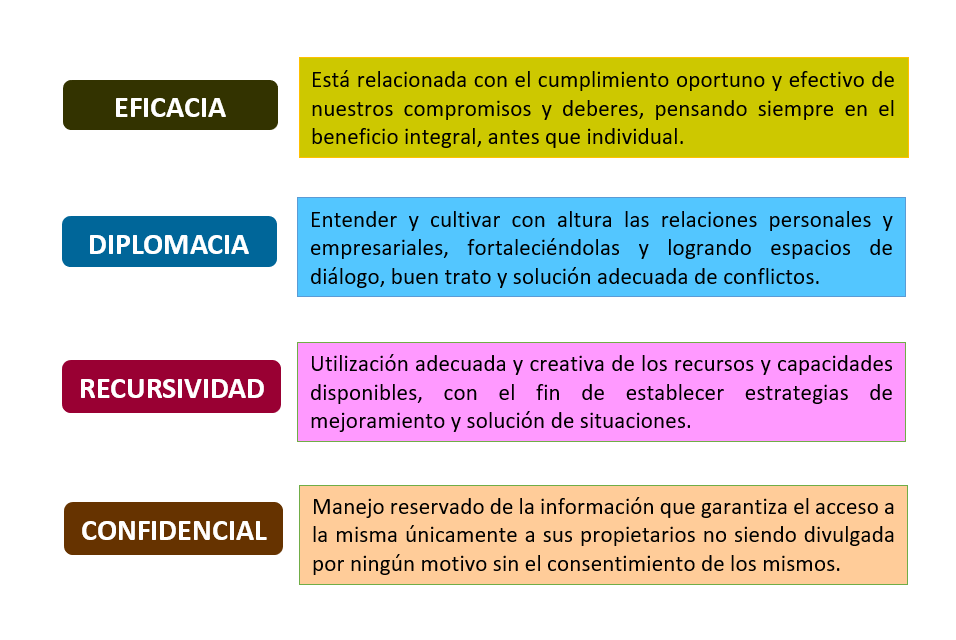 EFICACIA
Está relacionada con el cumplimiento oportuno y efectivo de
nuestros compromisos y deberes, pensando siempre en el
beneficio integral, antes que individual.
DIPLOMACIA
Entender y cultivar con altura las relaciones personales y
empresariales, fortaleciéndolas y logrando espacios de
diálogo, buen trato y solución adecuada de conflictos.
RECURSIVIDAD
Utilización adecuada y creativa de los recursos y capacidades
disponibles, con el fin de establecer estrategias de
mejoramiento y solución de situaciones.
CONFIDENCIAL
Manejo reservado de la información que garantiza el acceso a
la misma únicamente a sus propietarios no siendo divulgada
por ningún motivo sin el consentimiento de los mismos.